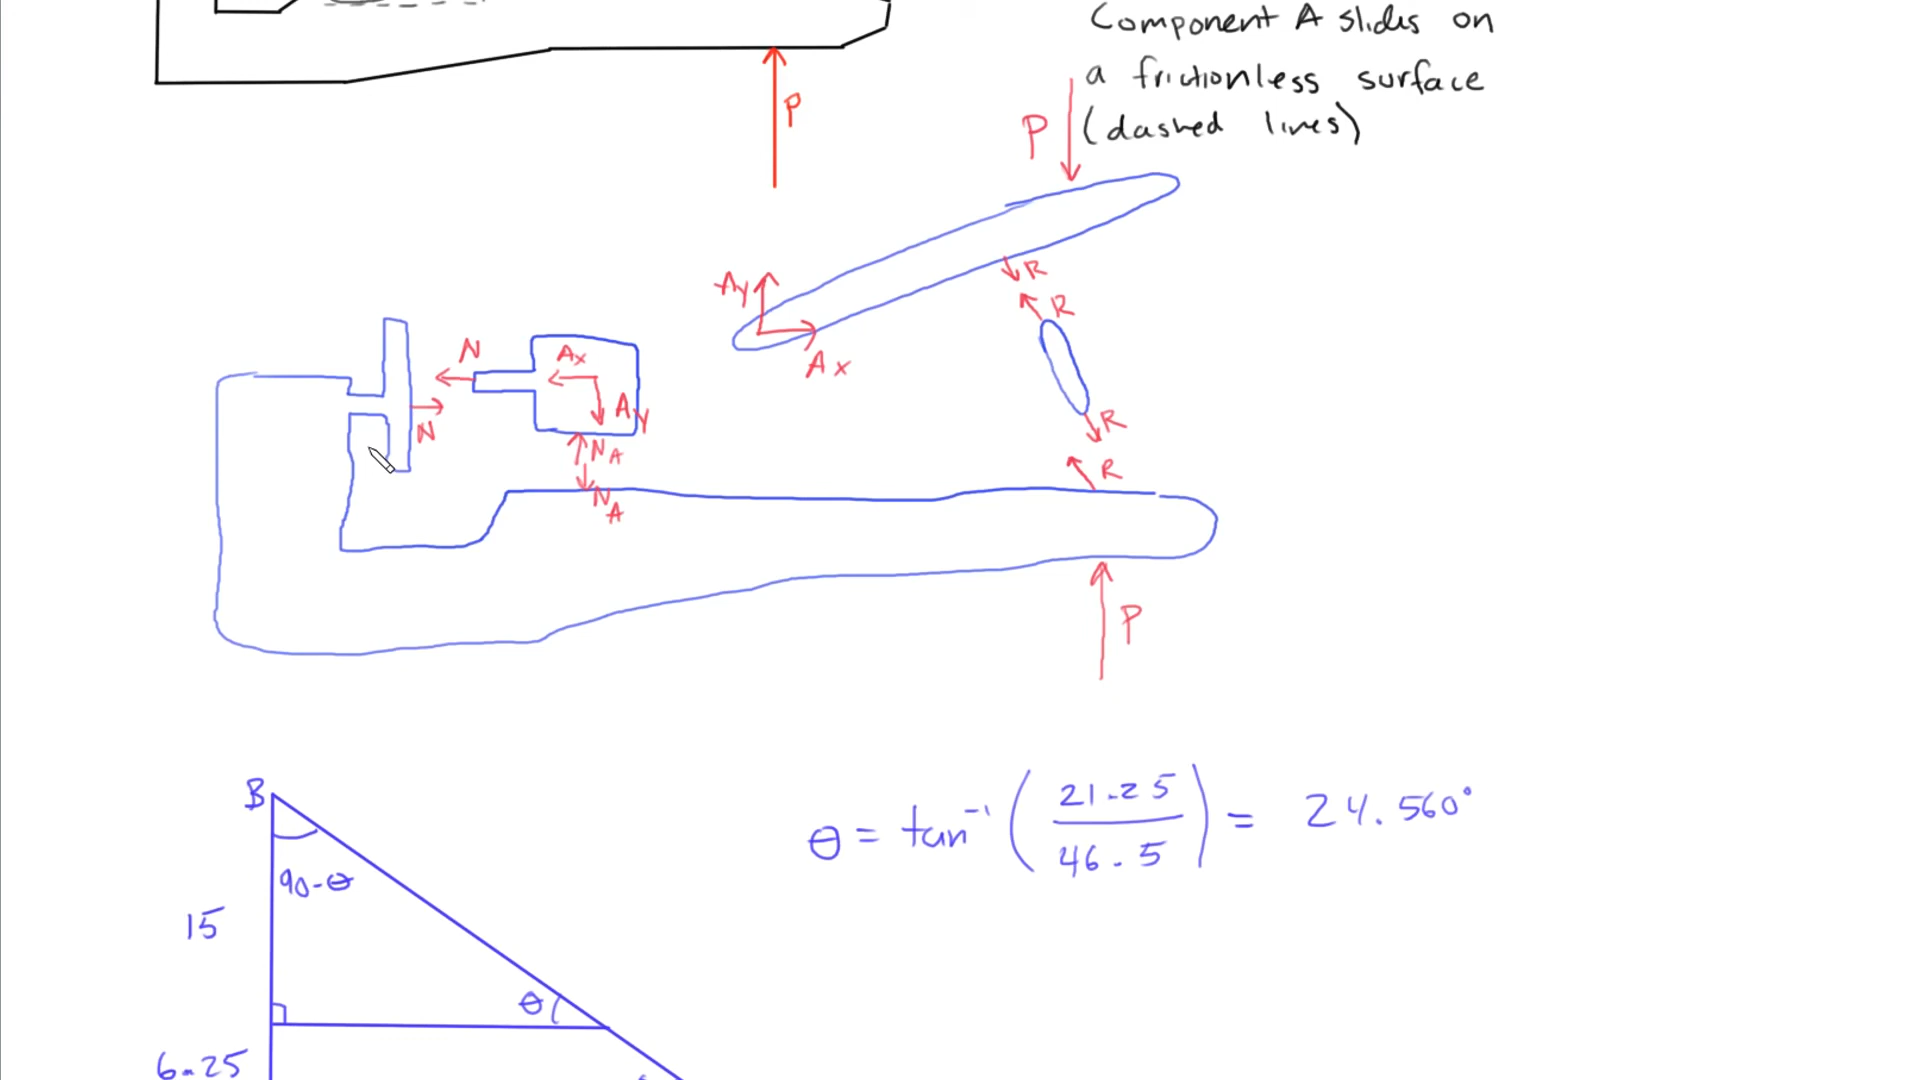 Component A slides on
a frictionless surface
(dashed lines)
P
P
R
R
Ay
Ax
N
Ax
Ay
N
NA
NA
R
R
P
B
90-θ
15
θ
6.25
θ = tan⁻¹ (21.25 / 46.5) = 24.560°